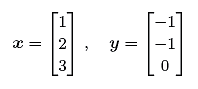 x = [1 2 3] , y = [−1 −1 0]